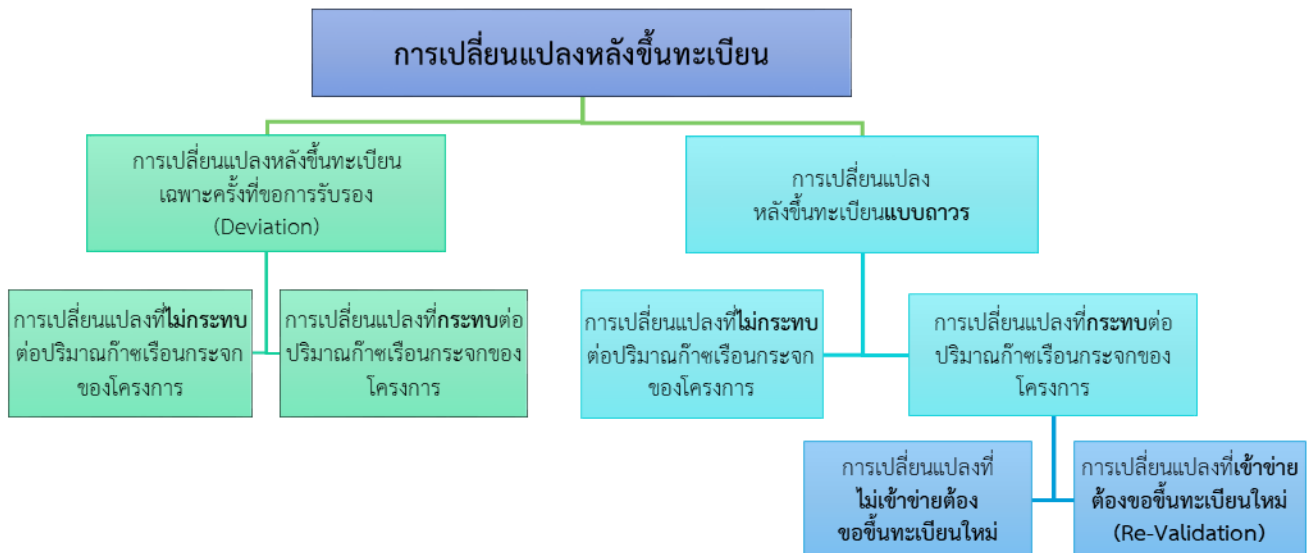 การเปลี่ยนแปลงหลังขึ้นทะเบียน
การเปลี่ยนแปลงหลังขึ้นทะเบียน
เฉพาะครั้งที่ขอการรับรอง
(Deviation)
การเปลี่ยนแปลง
หลังขึ้นทะเบียนแบบถาวร
การเปลี่ยนแปลงที่ไม่กระทบ
ต่อปริมาณก๊าซเรือนกระจก
ของโครงการ
การเปลี่ยนแปลงที่กระทบต่อ
ปริมาณก๊าซเรือนกระจกของ
โครงการ
การเปลี่ยนแปลงที่ไม่กระทบ
ต่อปริมาณก๊าซเรือนกระจก
ของโครงการ
การเปลี่ยนแปลงที่กระทบต่อ
ปริมาณก๊าซเรือนกระจกของ
โครงการ
การเปลี่ยนแปลงที่
ไม่เข้าข่ายต้อง
ขอขึ้นทะเบียนใหม่
การเปลี่ยนแปลงที่เข้าข่าย
ต้องขอขึ้นทะเบียนใหม่
(Re-Validation)